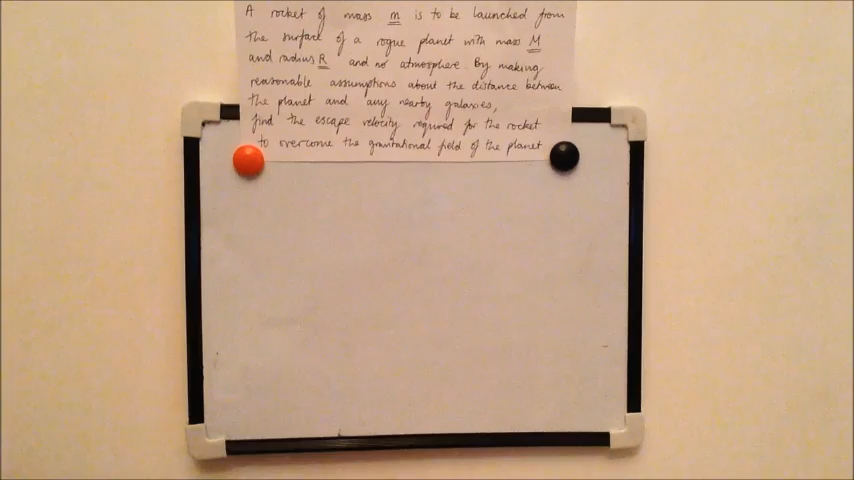 A rocket of mass m is to be launched from
the surface of a rogue planet with mass M
and radius R and no atmosphere. By making
reasonable assumptions about the distance between
the planet and any nearby galaxies,
find the escape velocity required for the rocket
to overcome the gravitational field of the planet